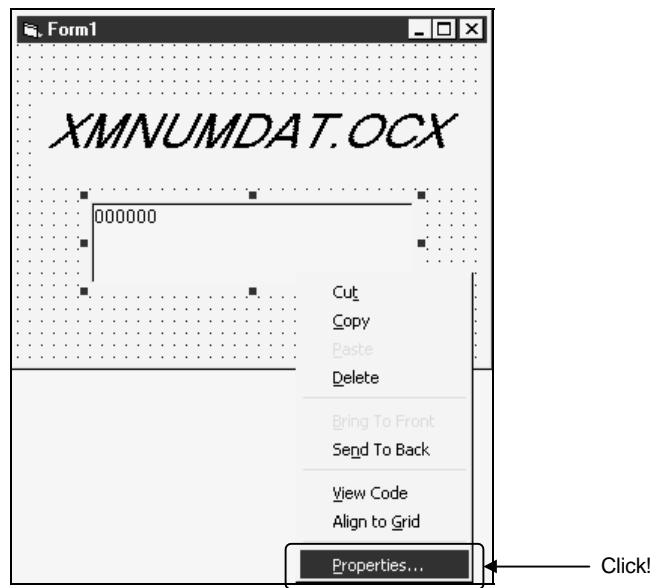 Form1
XMNUMDAT.OCX
000000
Cut
Copy
Paste
Delete
Bring To Front
Send To Back
View Code
Align to Grid
Properties...
Click!